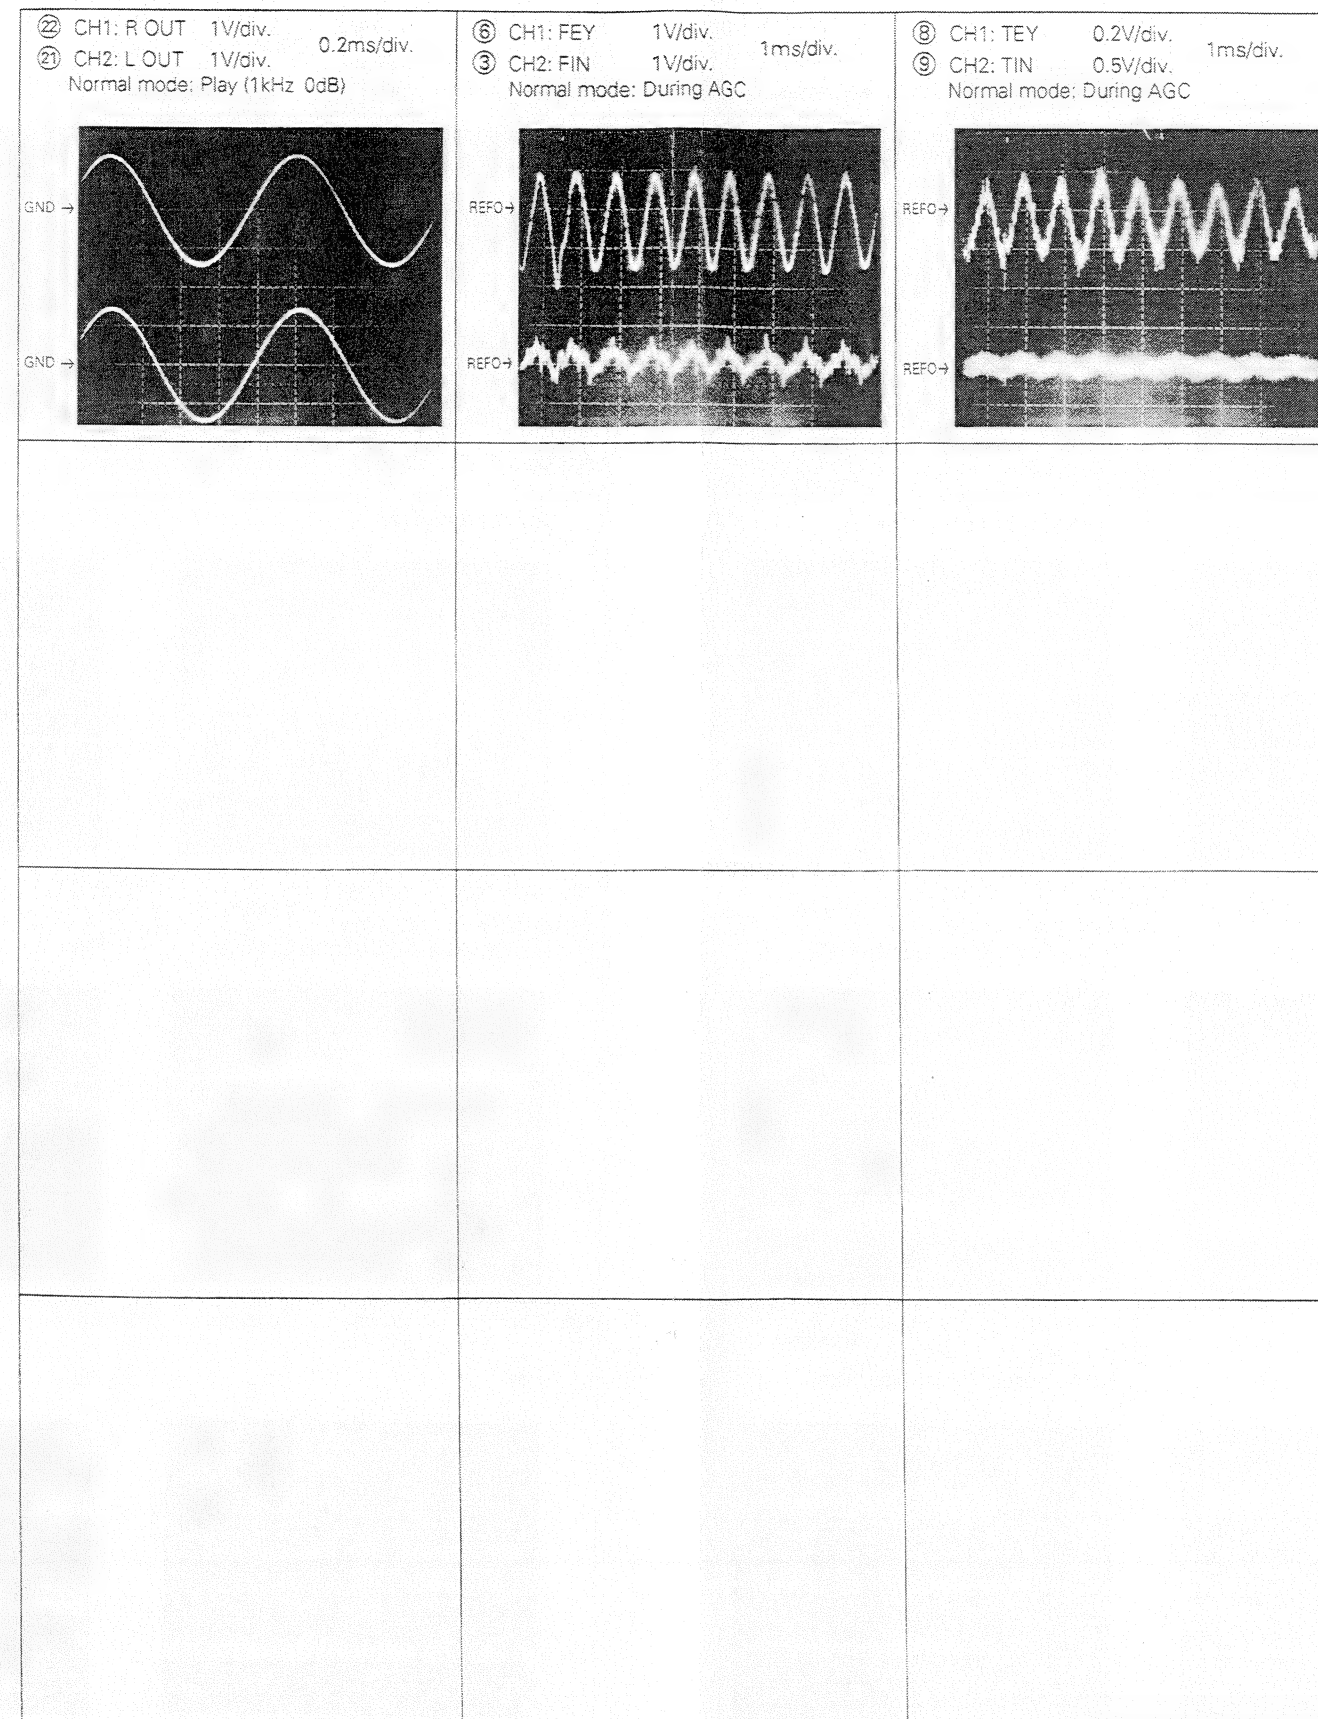 ㉒ CH1: R OUT 1V/div.
0.2ms/div.
㉑ CH2: L OUT 1V/div.
Normal mode: Play (1kHz 0dB)
GND →
GND →
⑥ CH1: FEY 1V/div.
1ms/div.
③ CH2: FIN 1V/div.
Normal mode: During AGC
REFO→
REFO→
⑧ CH1: TEY 0.2V/div.
1ms/div.
⑨ CH2: TIN 0.5V/div.
Normal mode: During AGC
REFO→
REFO→